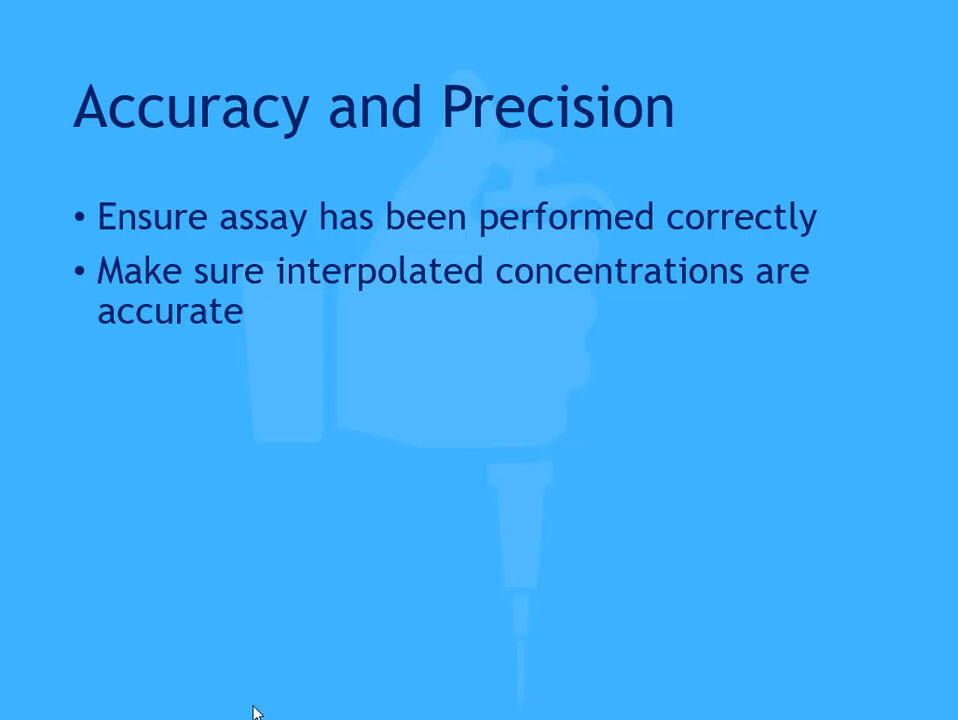 Accuracy and Precision
• Ensure assay has been performed correctly
• Make sure interpolated concentrations are
accurate